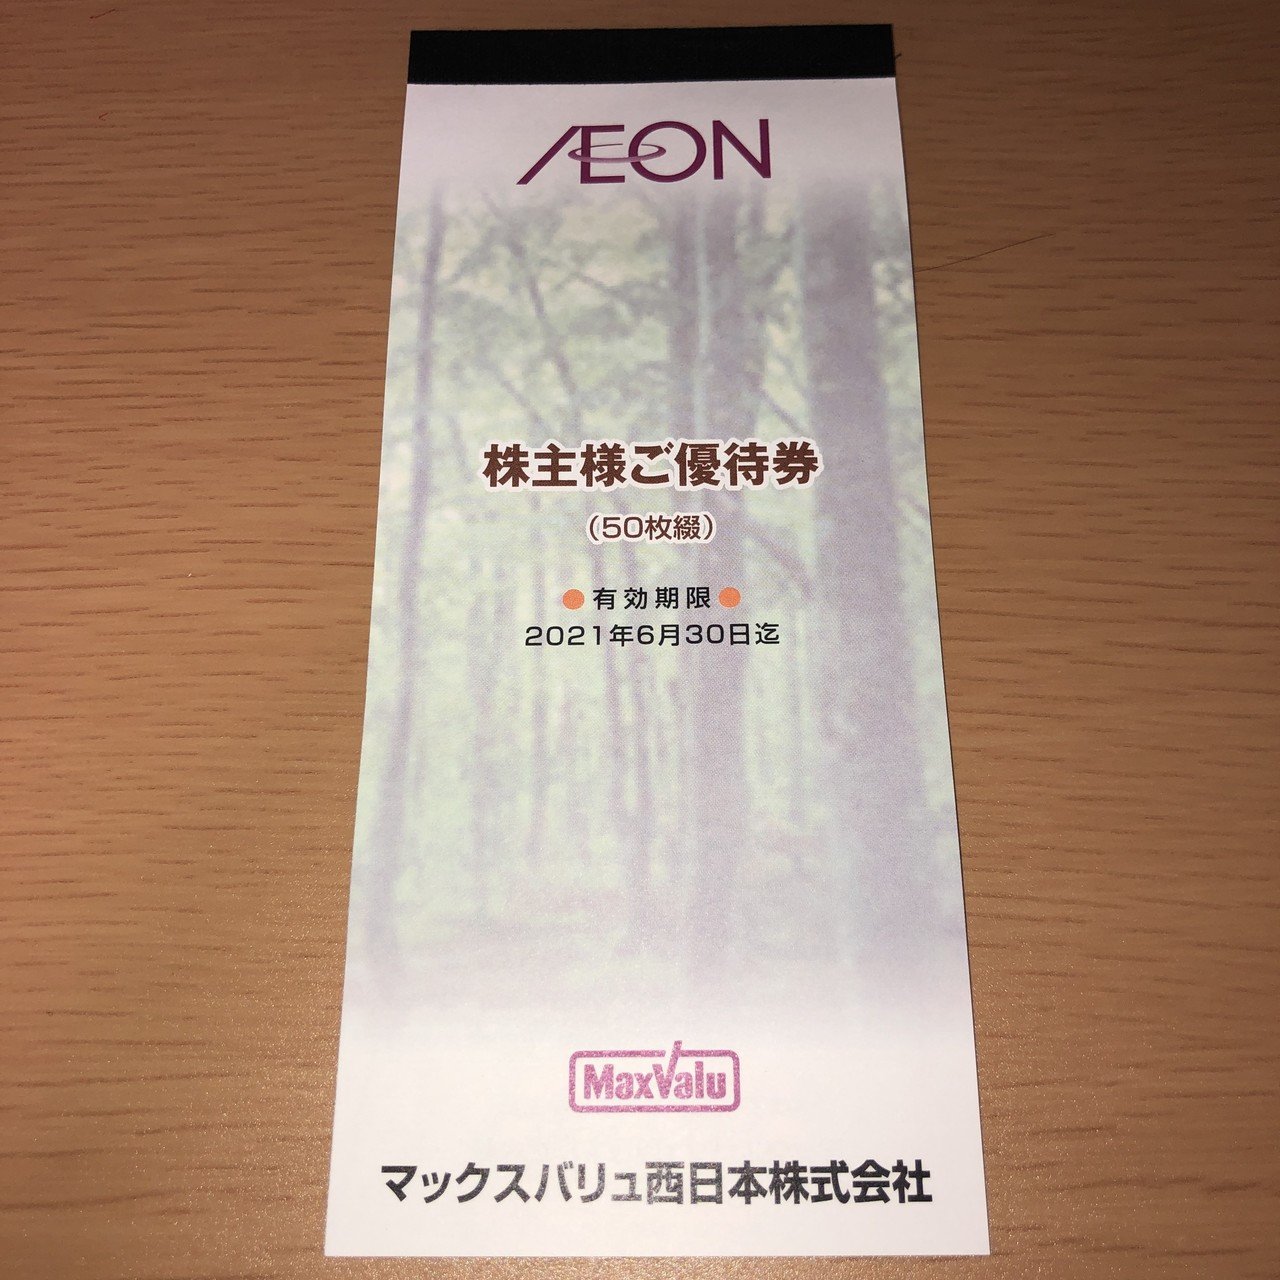 ÆON
株主様ご優待券
(50枚綴)
●有効期限●
2021年6月30日迄
MaxValu
マックスバリュ西日本株式会社